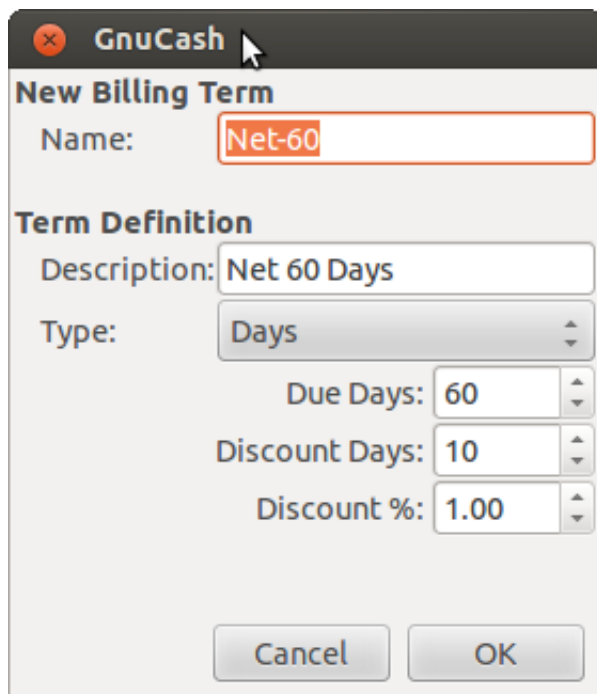 GnuCash
New Billing Term
Name: Net-60
Term Definition
Description: Net 60 Days
Type: Days
Due Days: 60
Discount Days: 10
Discount %: 1.00
Cancel OK